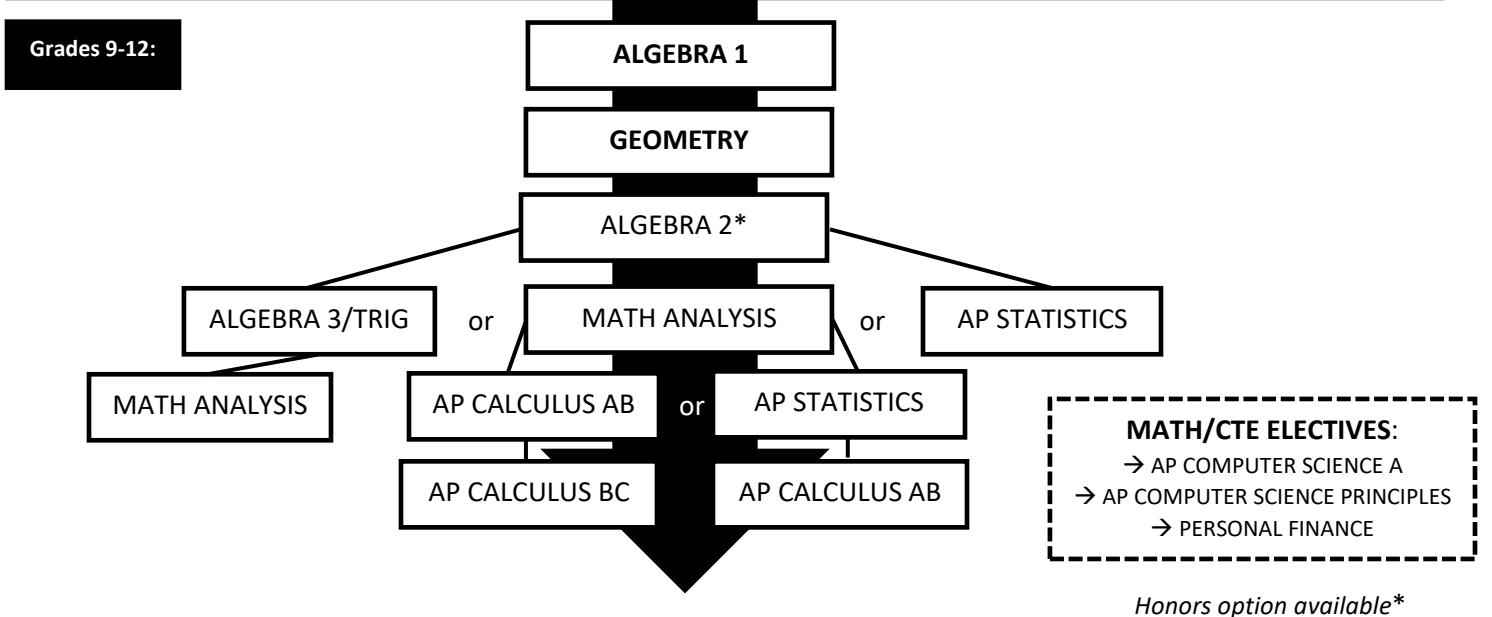 Grades 9-12:
ALGEBRA 1
GEOMETRY
ALGEBRA 2*
ALGEBRA 3/TRIG or MATH ANALYSIS or AP STATISTICS
MATH ANALYSIS AP CALCULUS AB or AP STATISTICS
AP CALCULUS BC AP CALCULUS AB
MATH/CTE ELECTIVES:
→ AP COMPUTER SCIENCE A
→ AP COMPUTER SCIENCE PRINCIPLES
→ PERSONAL FINANCE
Honors option available*